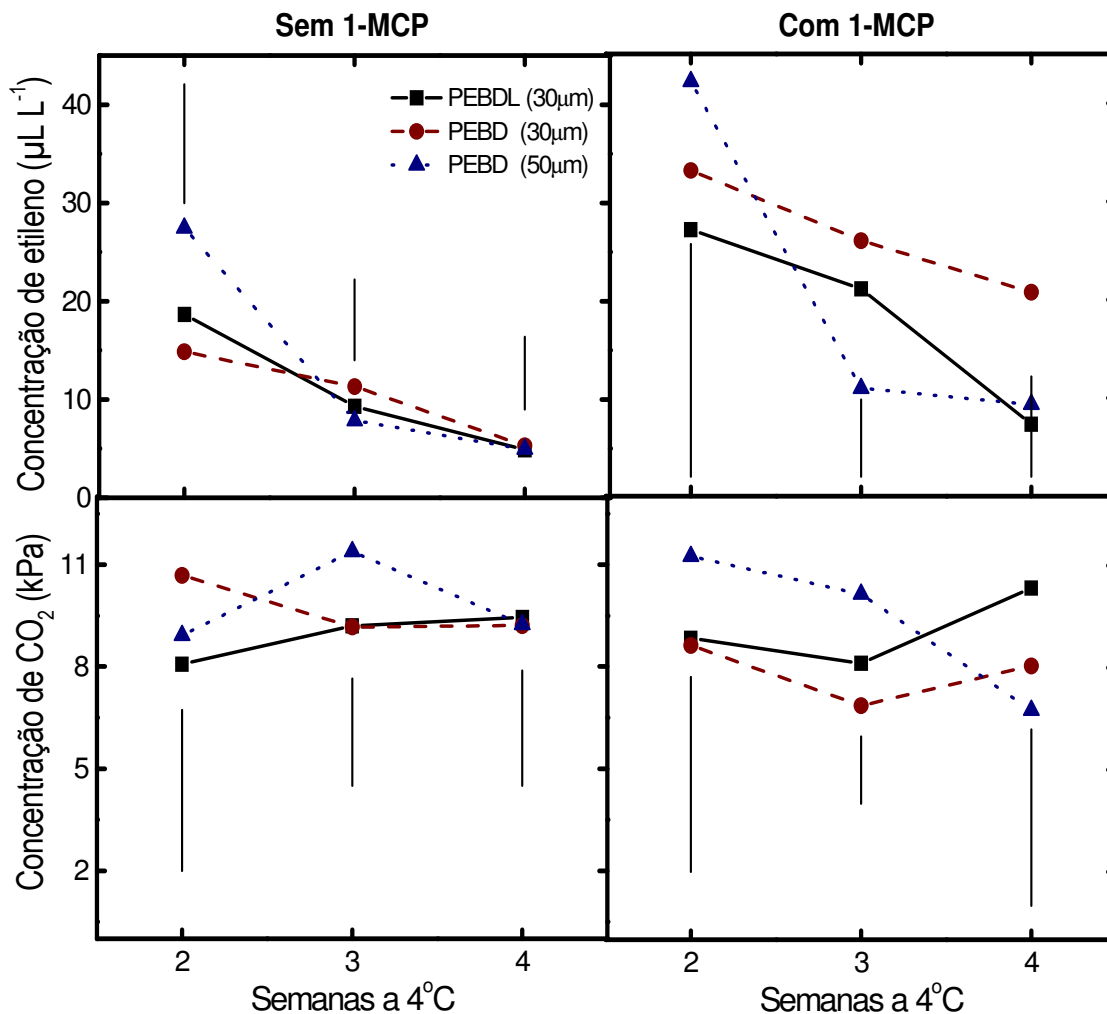 Sem 1-MCP
Com 1-MCP
Concentração de etileno (µL L⁻¹)
40
30
20
10
0
PEBDL (30µm)
PEBD (30µm)
PEBD (50µm)
Concentração de CO₂ (kPa)
11
8
5
2
2 3 4
2 3 4
Semanas a 4°C
Semanas a 4°C